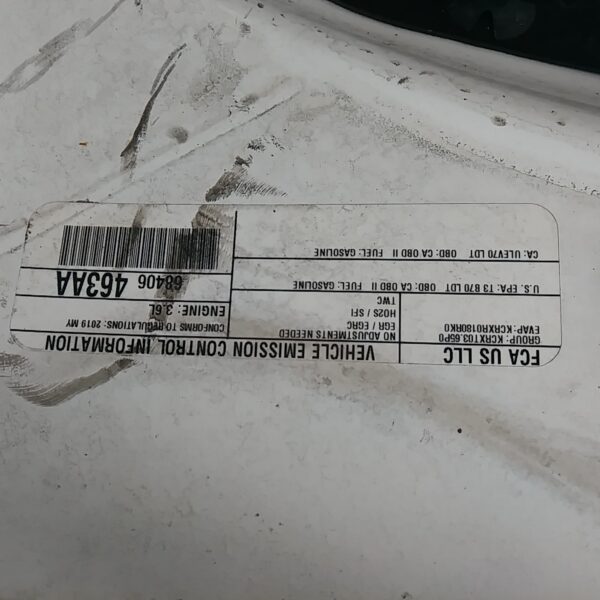 FCA US LLC
VEHICLE EMISSION CONTROL INFORMATION
GROUP: KCRXT03.65P0
EVAP: KCRXR0180RK0
NO ADJUSTMENTS NEEDED
EGR / EGRC
HO2S / SFI
TWC
CONFORMS TO REGULATIONS: 2019 MY
ENGINE: 3.6L
U.S. EPA: T3 B70 LDT OBD: CA OBD II FUEL: GASOLINE
CA: ULEV70 LDT OBD: CA OBD II FUEL: GASOLINE
68406 463AA